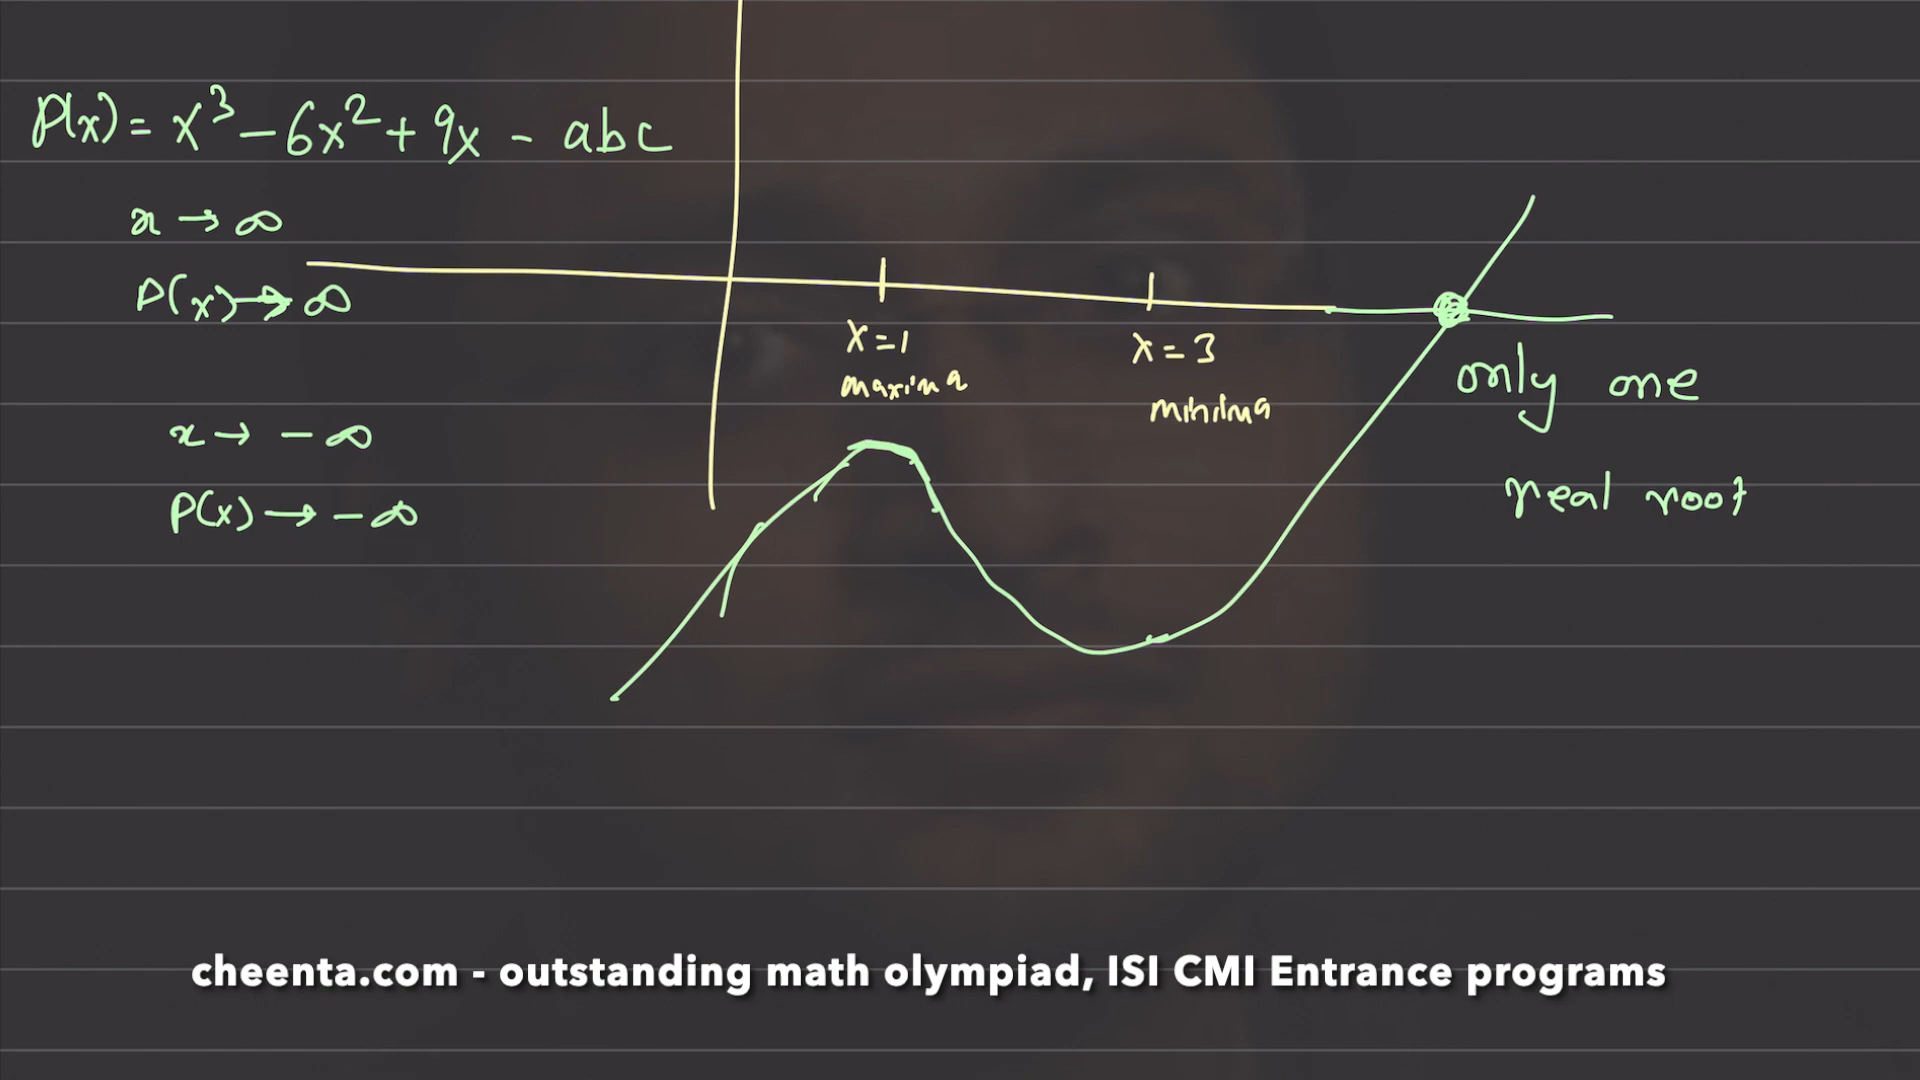 P(x) = x³ - 6x² + 9x - abc
x → ∞
P(x) → ∞
x → - ∞
P(x) → - ∞
x = 1
maxima
x = 3
minima
only one
real root
cheenta.com - outstanding math olympiad, ISI CMI Entrance programs